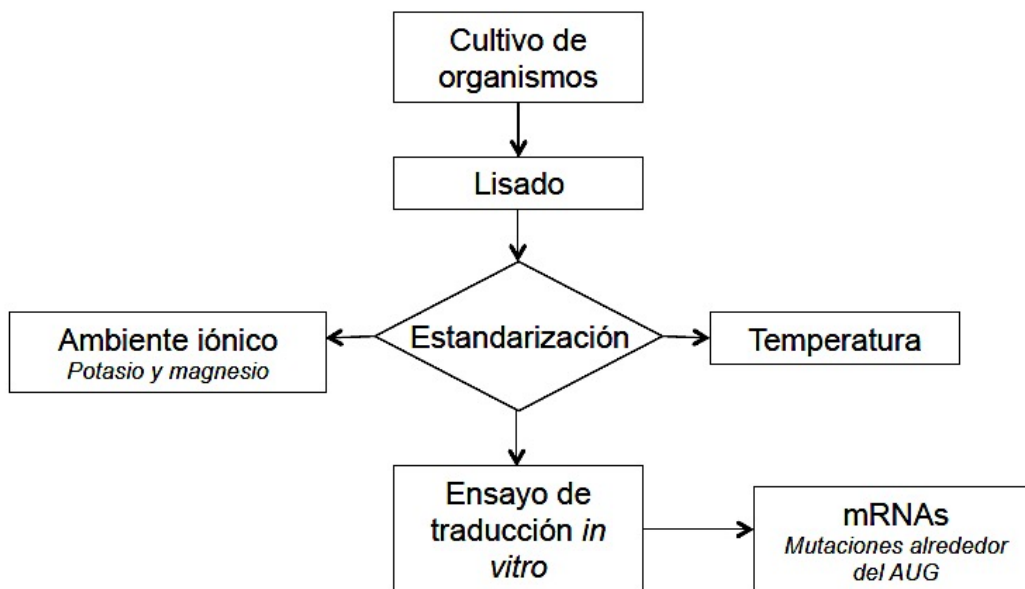 Cultivo de
organismos
Lisado
Ambiente iónico
Potasio y magnesio
Estandarización
Temperatura
Ensayo de
traducción in
vitro
mRNAs
Mutaciones alrededor
del AUG